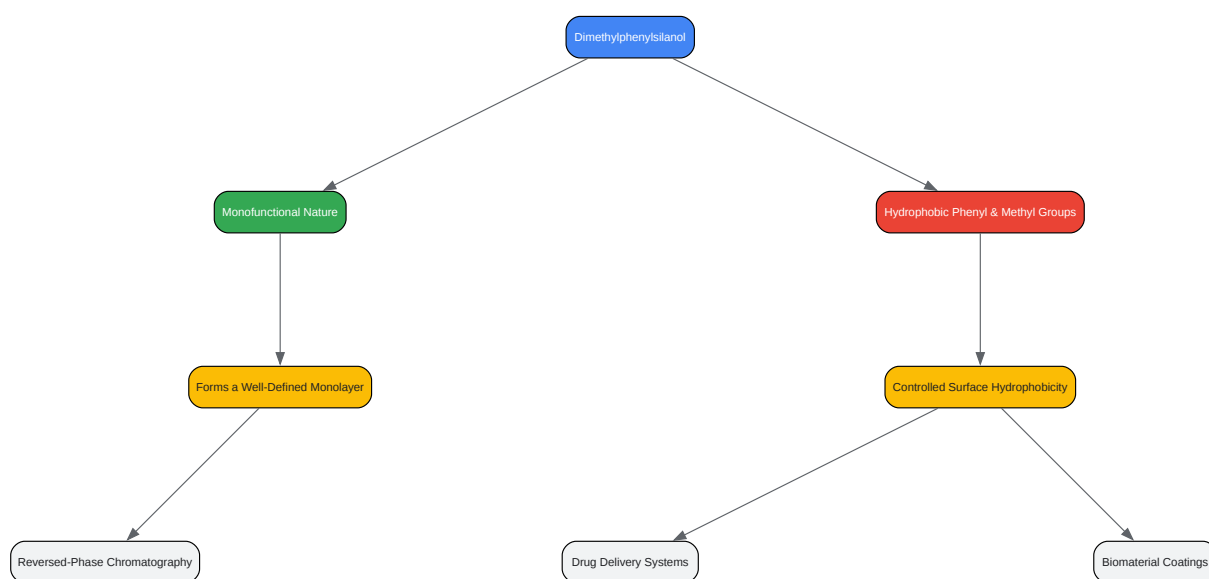 Dimethylphenylsilanol
Monofunctional Nature
Hydrophobic Phenyl & Methyl Groups
Forms a Well-Defined Monolayer
Controlled Surface Hydrophobicity
Reversed-Phase Chromatography
Drug Delivery Systems
Biomaterial Coatings